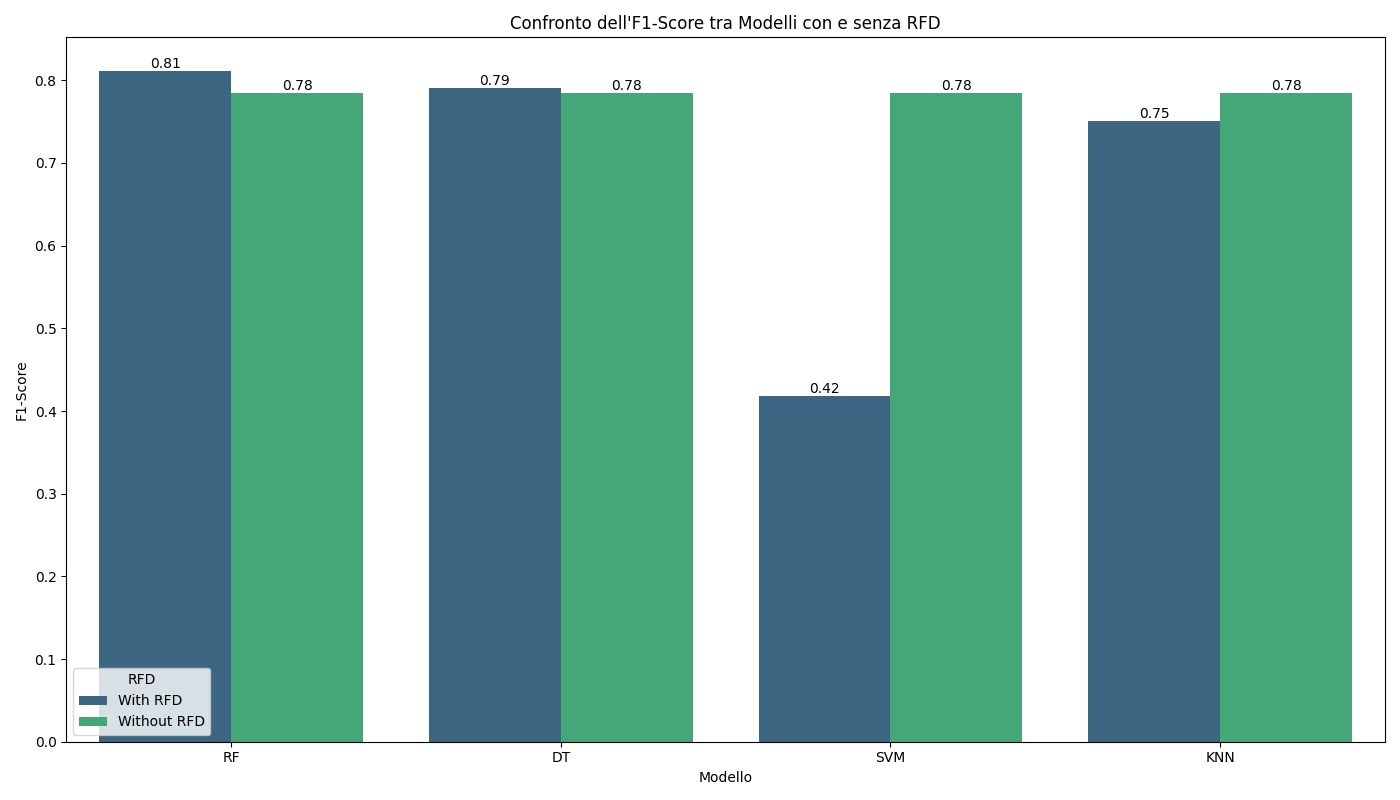 Confronto dell'F1-Score tra Modelli con e senza RFD
0.81
0.78
0.79
0.78
0.42
0.78
0.75
0.78
0.8
0.7
0.6
0.5
0.4
0.3
0.2
0.1
0.0
F1-Score
RFD
With RFD
Without RFD
RF
DT
SVM
KNN
Modello